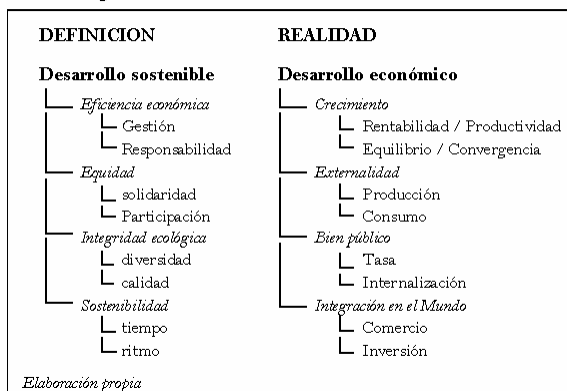 DEFINICION
Desarrollo sostenible
Eficiencia económica
Gestión
Responsabilidad
Equidad
solidaridad
Participación
Integridad ecológica
diversidad
calidad
Sostenibilidad
tiempo
ritmo
REALIDAD
Desarrollo económico
Crecimiento
Rentabilidad / Productividad
Equilibrio / Convergencia
Externalidad
Producción
Consumo
Bien público
Tasa
Internalización
Integración en el Mundo
Comercio
Inversión
Elaboración propia